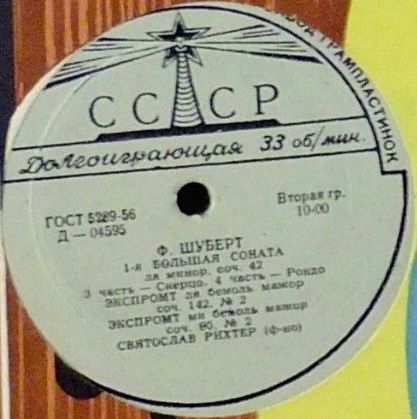 ЗАВОД ГРАМПЛАСТИНОК
СССР
Долгоиграющая 33 об/мин.
ГОСТ 5289-56
Д — 04595
Вторая гр.
10-00
Ф. ШУБЕРТ
1-я БОЛЬШАЯ СОНАТА
ля минор, соч. 42
3 часть — Скерцо. 4 часть — Рондо
ЭКСПРОМТ ля бемоль мажор
соч. 142, № 2
ЭКСПРОМТ ми бемоль мажор
соч. 90, № 2
СВЯТОСЛАВ РИХТЕР (ф-но)